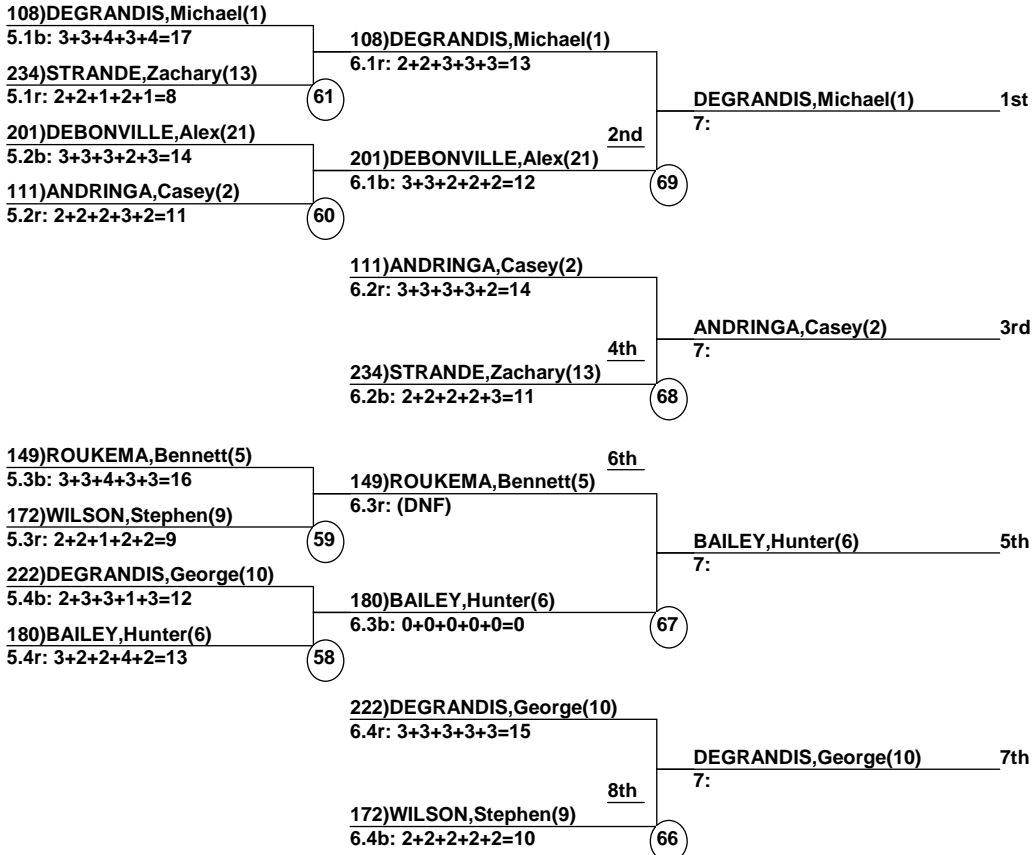 108)DEGRANDIS,Michael(1)
5.1b: 3+3+4+3+4=17
234)STRANDE,Zachary(13)
5.1r: 2+2+1+2+1=8
61
201)DEBONVILLE,Alex(21)
5.2b: 3+3+3+2+3=14
111)ANDRINGA,Casey(2)
5.2r: 2+2+2+3+2=11
60
108)DEGRANDIS,Michael(1)
6.1r: 2+2+3+3+3=13
2nd
201)DEBONVILLE,Alex(21)
6.1b: 3+3+2+2+2=12
69
DEGRANDIS,Michael(1) 1st
7:
111)ANDRINGA,Casey(2)
6.2r: 3+3+3+3+2=14
4th
234)STRANDE,Zachary(13)
6.2b: 2+2+2+2+3=11
68
ANDRINGA,Casey(2) 3rd
7:
149)ROUKEMA,Bennett(5)
5.3b: 3+3+4+3+3=16
172)WILSON,Stephen(9)
5.3r: 2+2+1+2+2=9
59
222)DEGRANDIS,George(10)
5.4b: 2+3+3+1+3=12
180)BAILEY,Hunter(6)
5.4r: 3+2+2+4+2=13
58
6th
149)ROUKEMA,Bennett(5)
6.3r: (DNF)
180)BAILEY,Hunter(6)
6.3b: 0+0+0+0+0=0
67
BAILEY,Hunter(6) 5th
7:
222)DEGRANDIS,George(10)
6.4r: 3+3+3+3+3=15
8th
172)WILSON,Stephen(9)
6.4b: 2+2+2+2+2=10
66
DEGRANDIS,George(10) 7th
7: